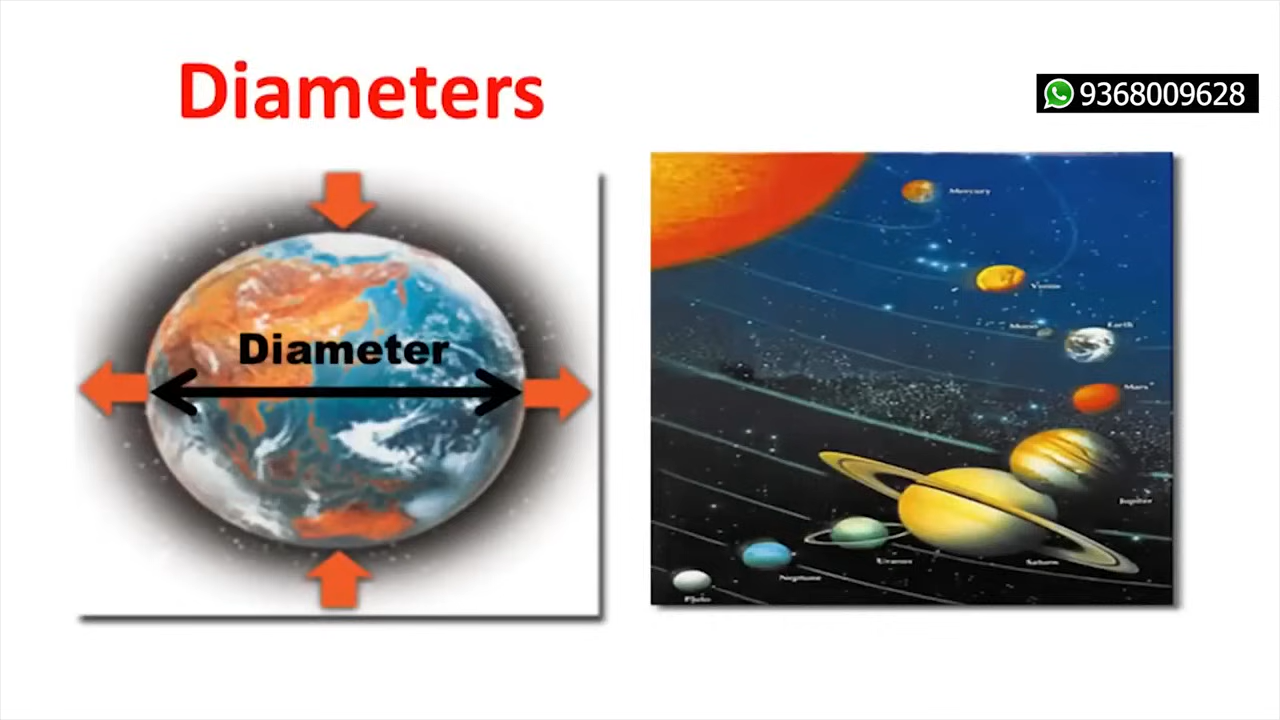 Diameters
9368009628
Diameter
Mercury
Venus
Moon
Earth
Mars
Jupiter
Saturn
Uranus
Neptune
Pluto